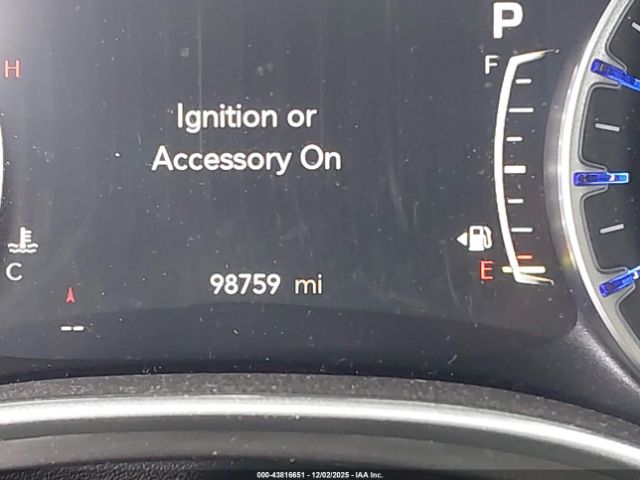 P
H
F
Ignition or
Accessory On
C
E
98759 mi
--
000-43816651 - 12/02/2025 - IAA Inc.